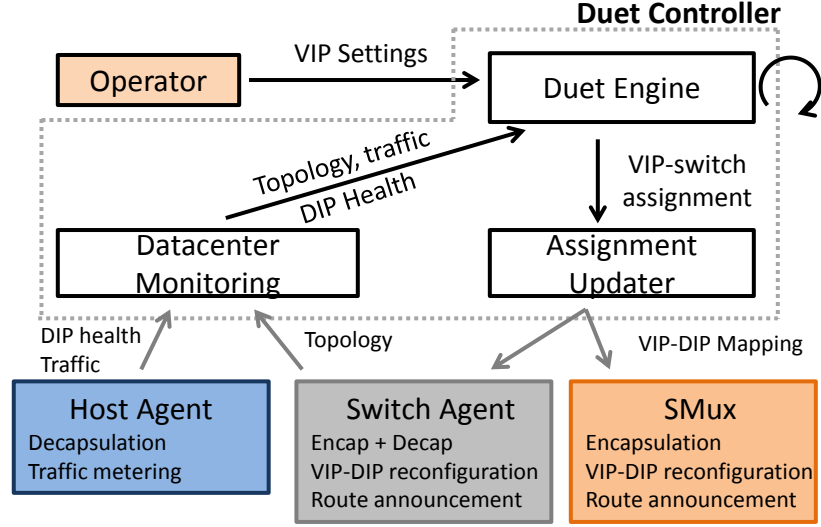 Duet Controller
VIP Settings
Operator
Duet Engine
Topology, traffic
DIP Health
VIP-switch
assignment
Datacenter
Monitoring
Assignment
Updater
DIP health
Traffic
Topology
VIP-DIP Mapping
Host Agent
Decapsulation
Traffic metering
Switch Agent
Encap + Decap
VIP-DIP reconfiguration
Route announcement
SMux
Encapsulation
VIP-DIP reconfiguration
Route announcement